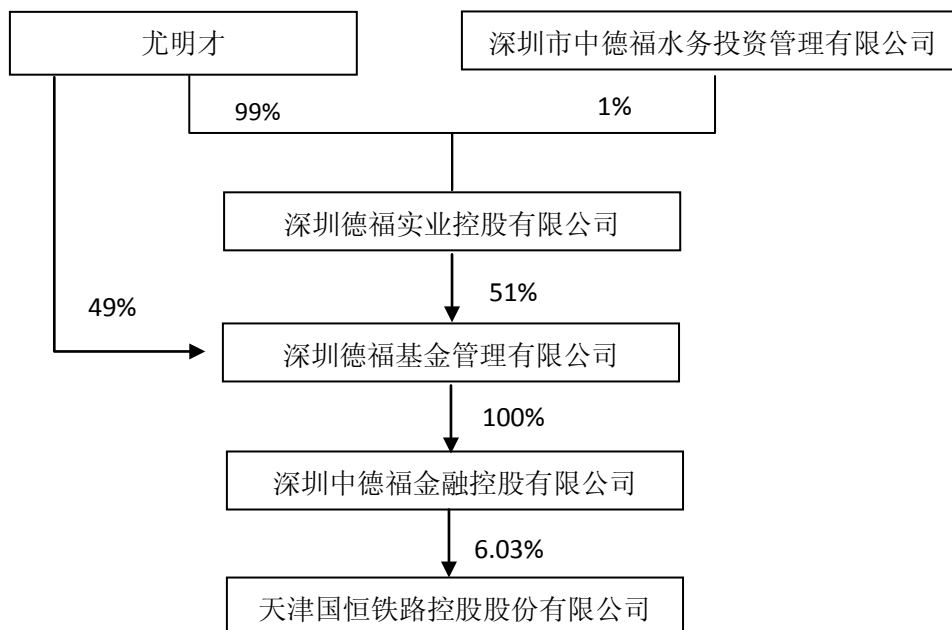 尤明才
深圳市中德福水务投资管理有限公司
99%
1%
深圳德福实业控股有限公司
51%
49%
深圳德福基金管理有限公司
100%
深圳中德福金融控股有限公司
6.03%
天津国恒铁路控股股份有限公司